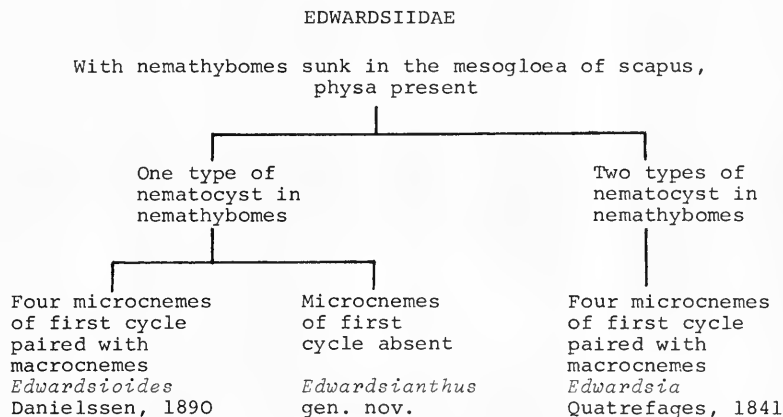 EDWARDSIIDAE
With nemathybomes sunk in the mesogloea of scapus,
physa present
One type of
nematocyst in
nemathybomes
Two types of
nematocyst in
nemathybomes
Four microcnemes
of first cycle
paired with
macrocnemes
Edwardsioides
Danielssen, 1890
Microcnemes
of first
cycle absent
Edwardsianthus
gen. nov.
Four microcnemes
of first cycle
paired with
macrocnemes
Edwardsia
Quatrefages, 1841